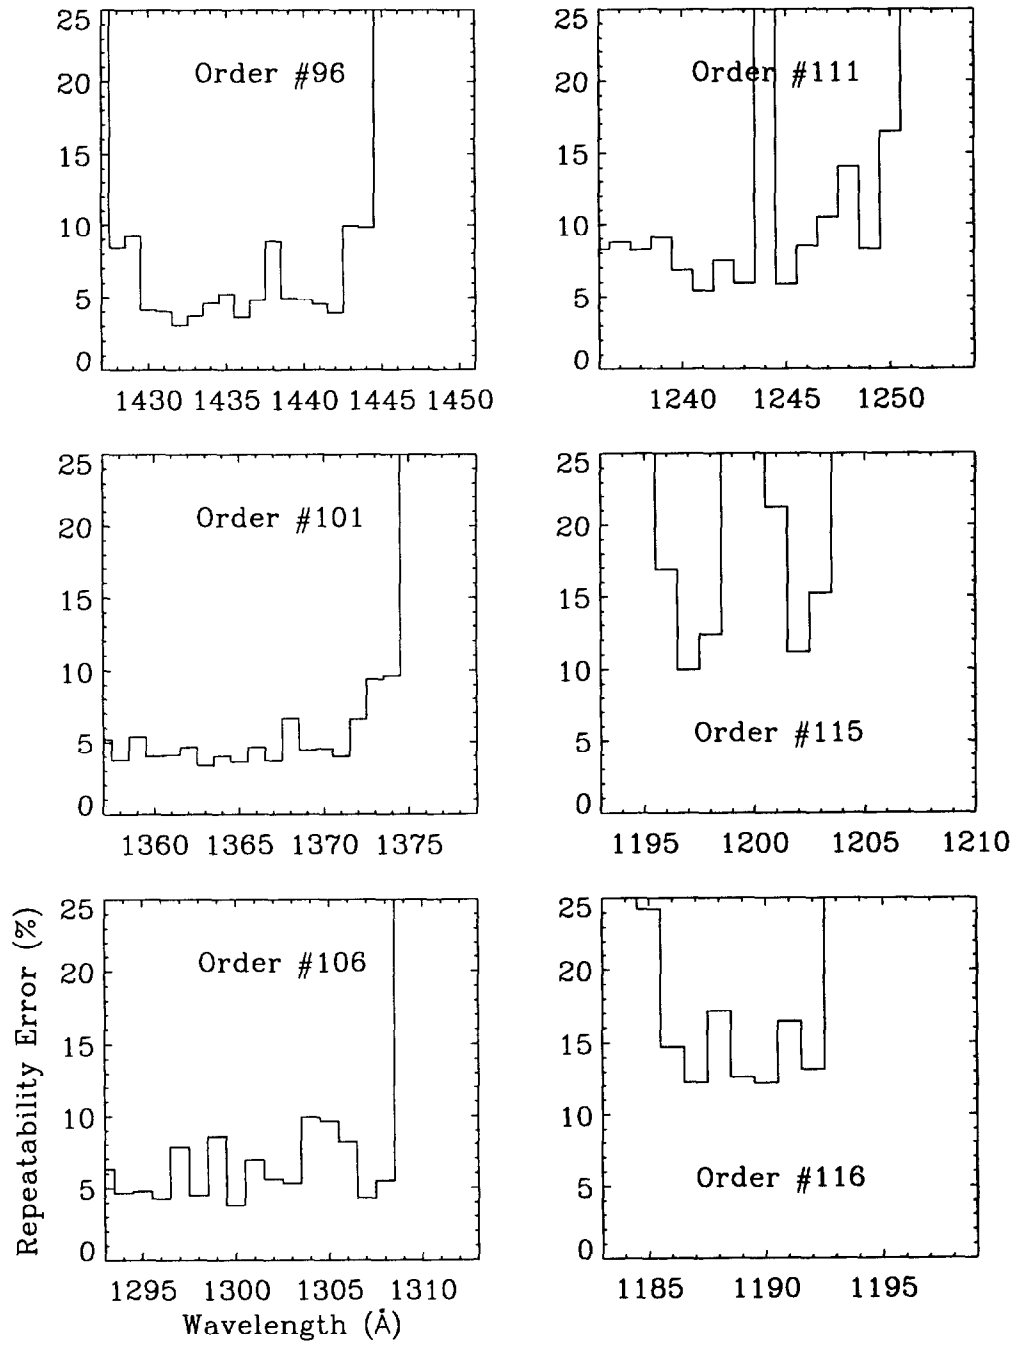 25
20
15
10
5
0
Order #96
1430 1435 1440 1445 1450
25
20
15
10
5
0
Order #111
1240 1245 1250
25
20
15
10
5
0
Order #101
1360 1365 1370 1375
25
20
15
10
5
0
Order #115
1195 1200 1205 1210
Repeatability Error (%)
25
20
15
10
5
0
Order #106
1295 1300 1305 1310
Wavelength (Å)
25
20
15
10
5
0
Order #116
1185 1190 1195